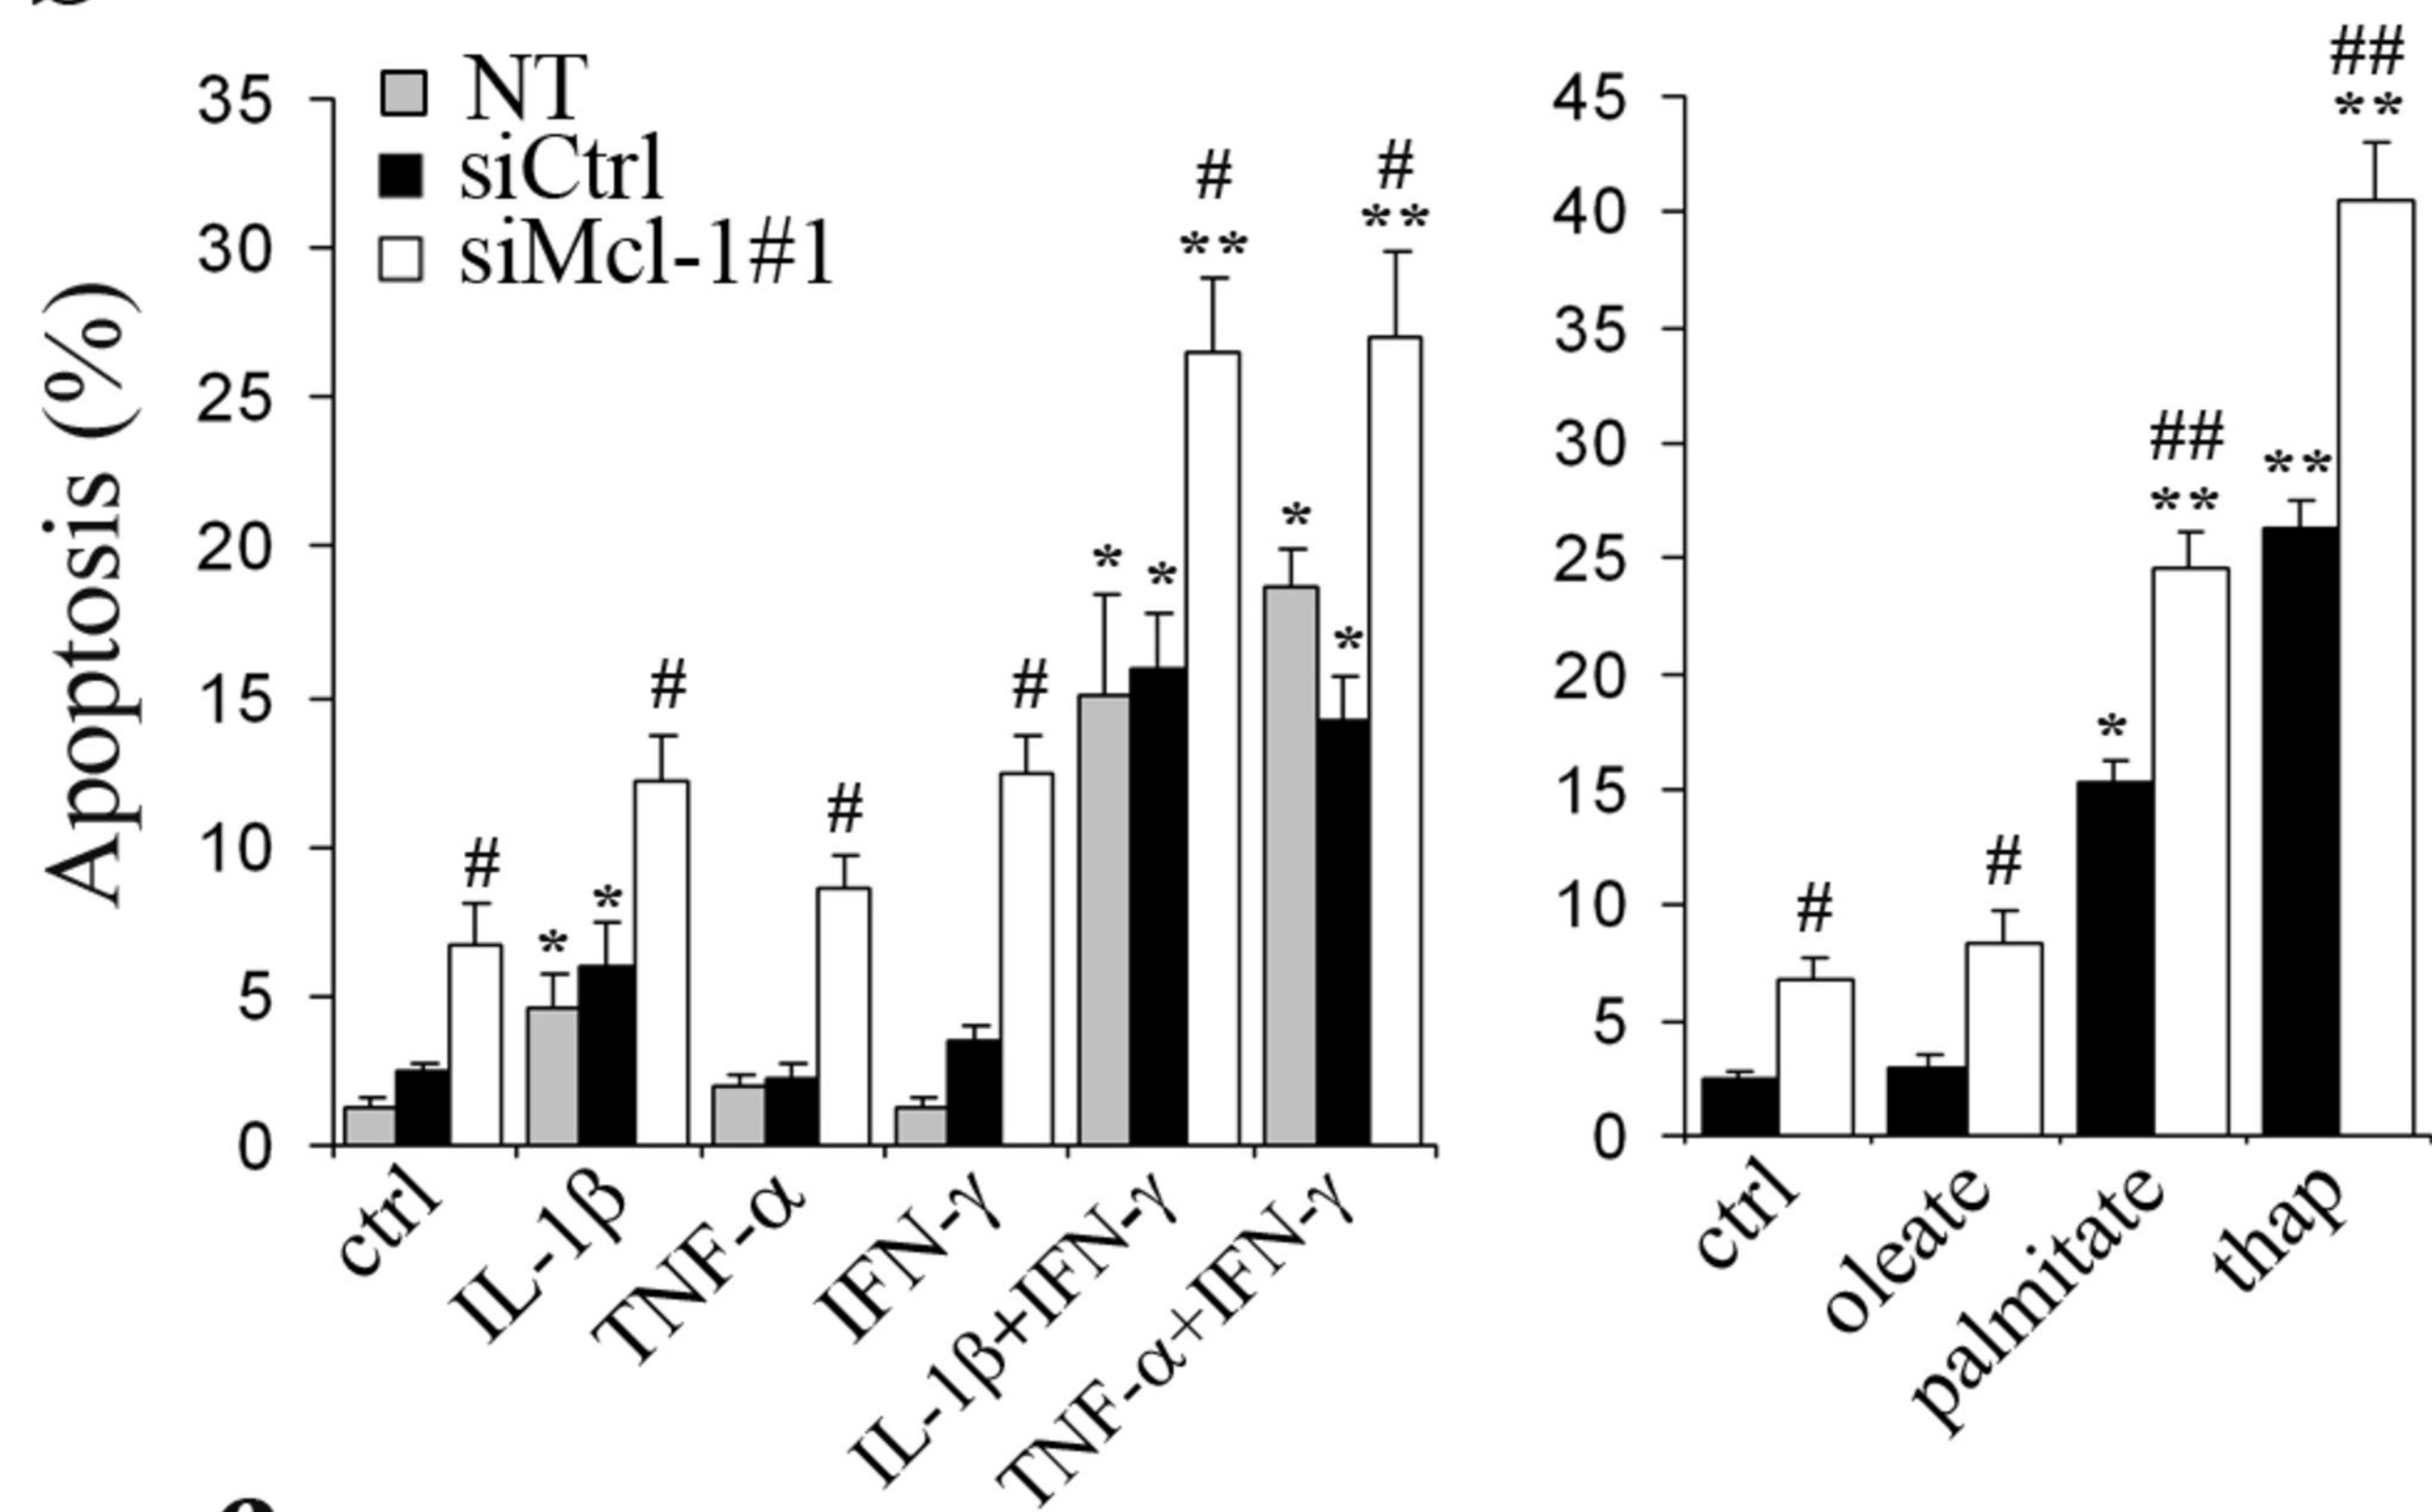 NT
siCtrl
siMcl-1#1
Apoptosis (%)
35
30
25
20
15
10
5
0
#
*
*
#
#
#
*
*
#
**
*
*
#
**
ctrl
IL-1β
TNF-α
IFN-γ
IL-1β+IFN-γ
TNF-α+IFN-γ
45
40
35
30
25
20
15
10
5
0
#
#
*
##
**
**
##
**
ctrl
oleate
palmitate
thap